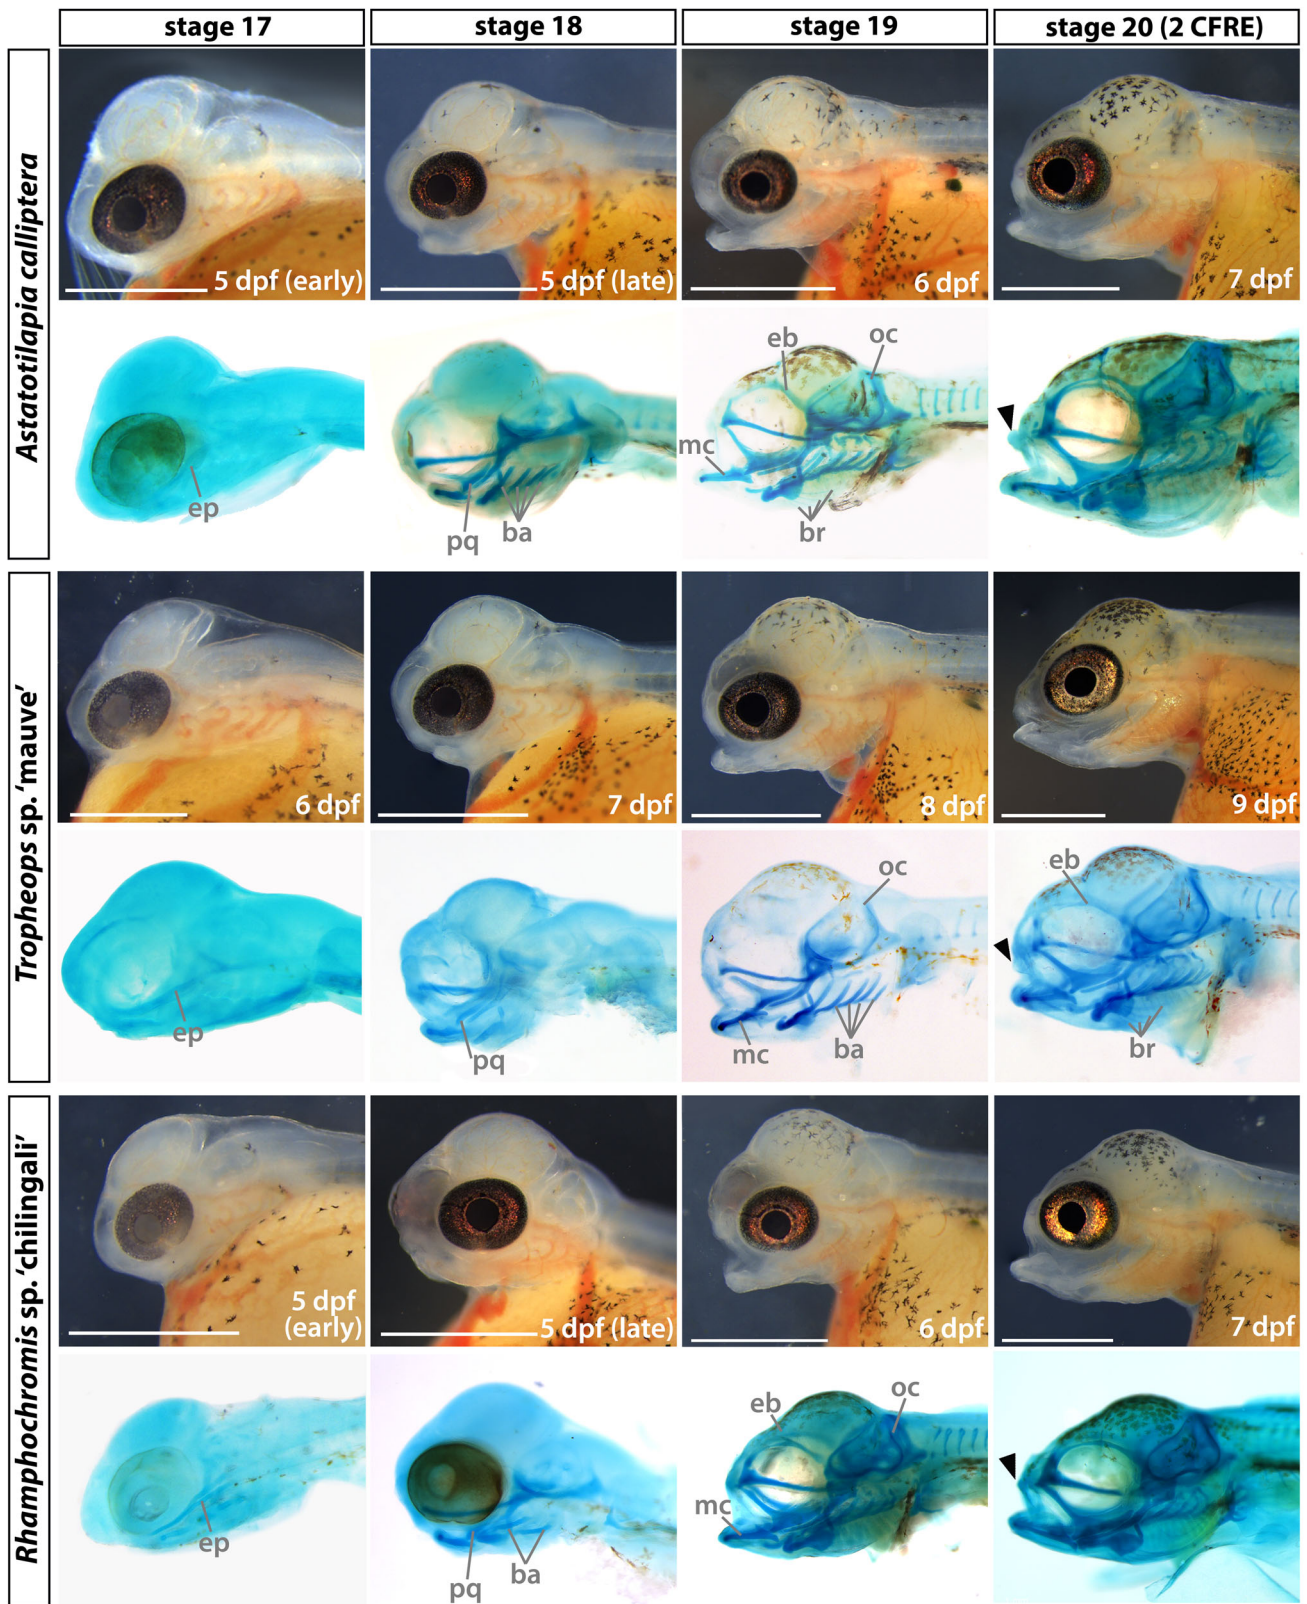 stage 17
stage 18
stage 19
stage 20 (2 CFRE)
Astatotilapia calliptera
5 dpf (early)
5 dpf (late)
6 dpf
7 dpf
ep
pq
ba
eb
oc
mc
br
Tropheops sp. ‘mauve’
6 dpf
7 dpf
8 dpf
9 dpf
ep
pq
oc
mc
ba
eb
br
Rhamphochromis sp. ‘chilingali’
5 dpf
(early)
5 dpf (late)
6 dpf
7 dpf
ep
pq
ba
eb
oc
mc